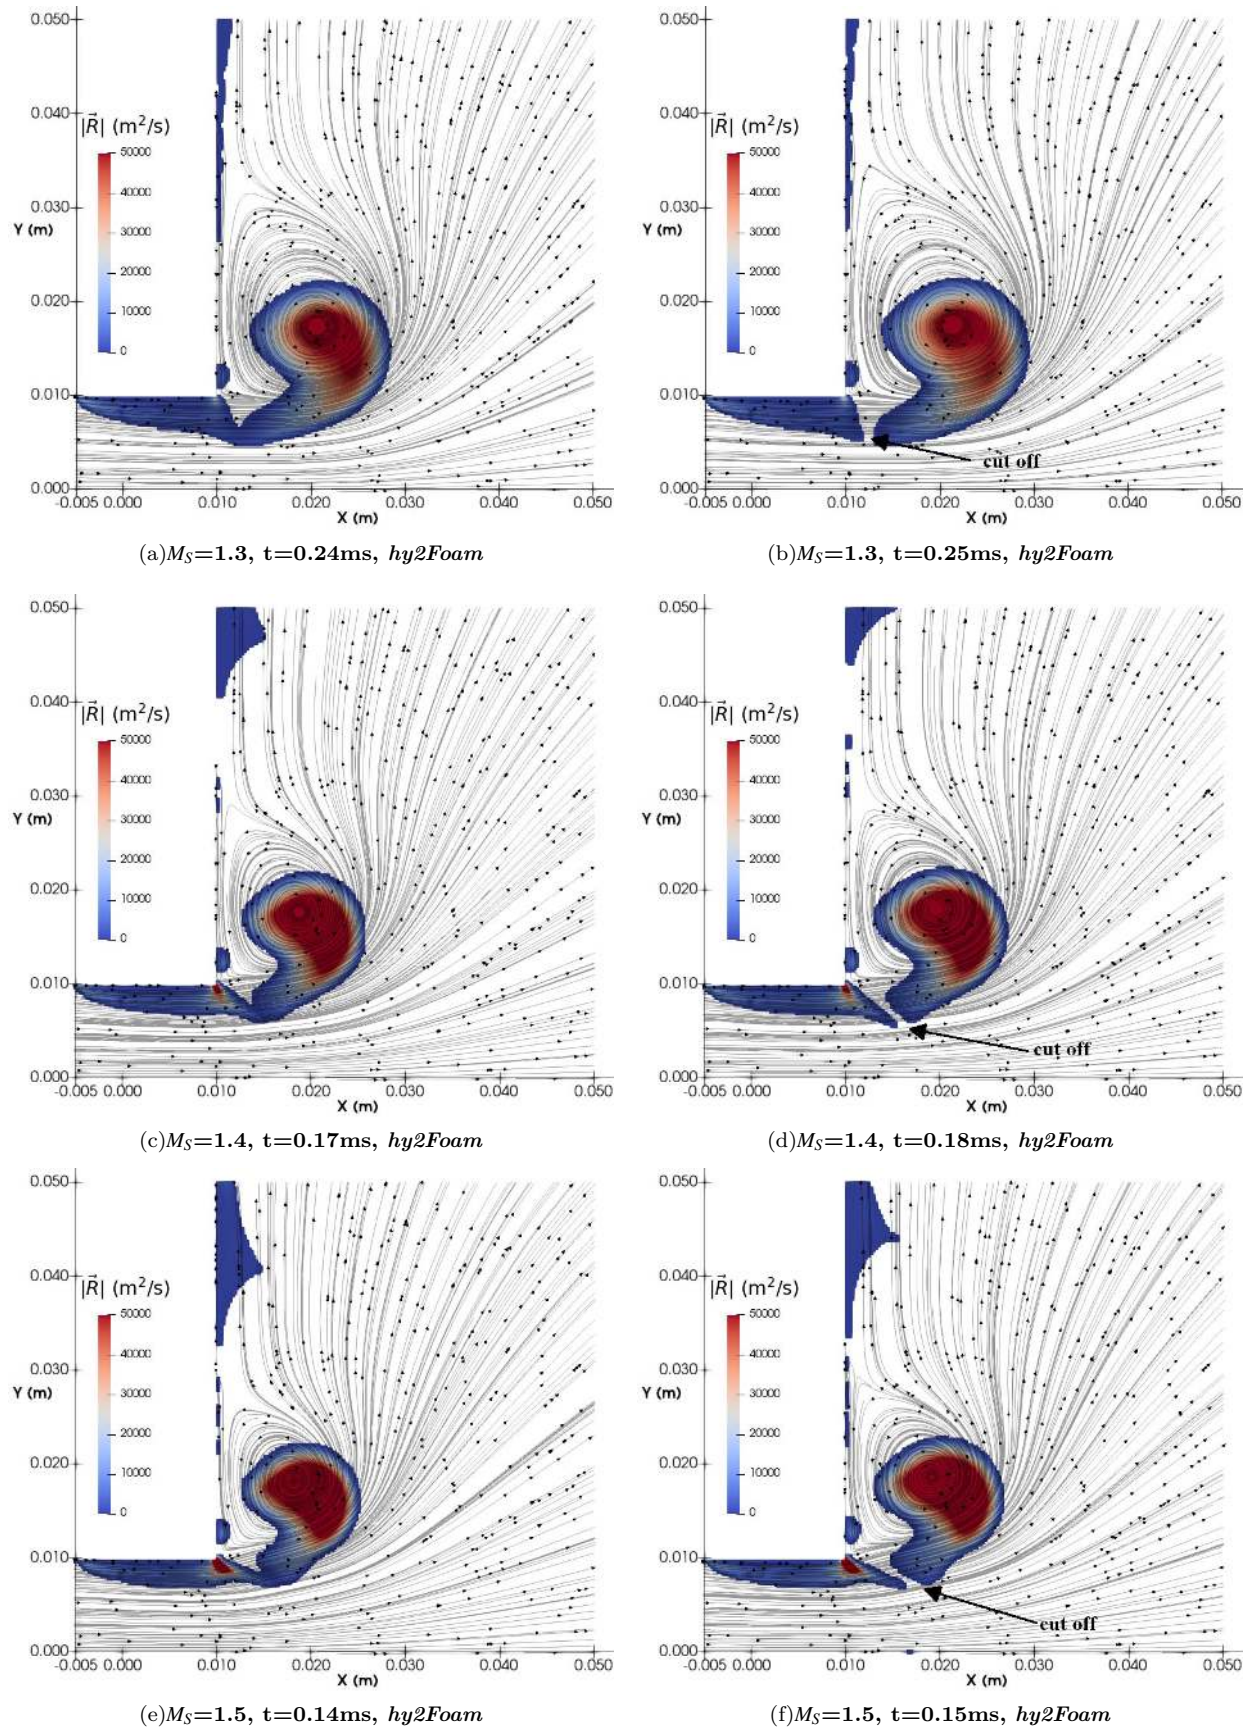 0.050
0.040
|R⃗| (m²/s)
50000
40000
0.030
Y (m)
30000
20000
0.020
10000
0
0.010
0.000
-0.005 0.000 0.010 0.020 0.030 0.040 0.050
X (m)
(a)M_S=1.3, t=0.24ms, hy2Foam
0.050
0.040
|R⃗| (m²/s)
50000
40000
0.030
Y (m)
30000
20000
0.020
10000
0
0.010
cut off
0.000
-0.005 0.000 0.010 0.020 0.030 0.040 0.050
X (m)
(b)M_S=1.3, t=0.25ms, hy2Foam
0.050
0.040
|R⃗| (m²/s)
50000
40000
0.030
Y (m)
30000
20000
0.020
10000
0
0.010
0.000
-0.005 0.000 0.010 0.020 0.030 0.040 0.050
X (m)
(c)M_S=1.4, t=0.17ms, hy2Foam
0.050
0.040
|R⃗| (m²/s)
50000
40000
0.030
Y (m)
30000
20000
0.020
10000
0
0.010
cut off
0.000
-0.005 0.000 0.010 0.020 0.030 0.040 0.050
X (m)
(d)M_S=1.4, t=0.18ms, hy2Foam
0.050
0.040
|R⃗| (m²/s)
50000
40000
0.030
Y (m)
30000
20000
0.020
10000
0
0.010
0.000
-0.005 0.000 0.010 0.020 0.030 0.040 0.050
X (m)
(e)M_S=1.5, t=0.14ms, hy2Foam
0.050
0.040
|R⃗| (m²/s)
50000
40000
0.030
Y (m)
30000
20000
0.020
10000
0
0.010
cut off
0.000
-0.005 0.000 0.010 0.020 0.030 0.040 0.050
X (m)
(f)M_S=1.5, t=0.15ms, hy2Foam